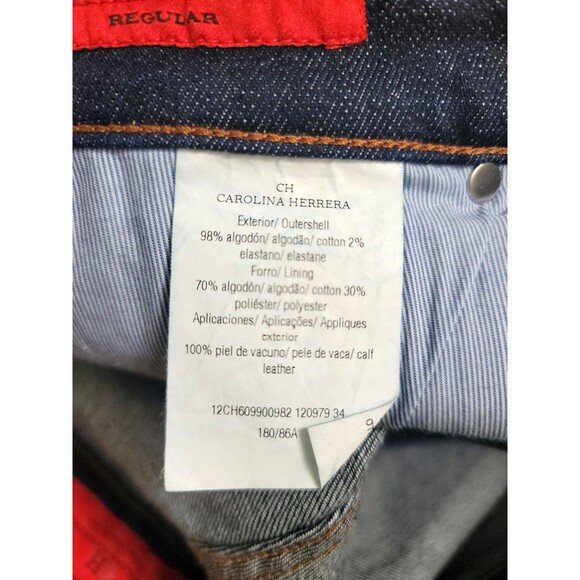 REGULAR
CH
CAROLINA HERRERA
Exterior/ Outershell
98% algodón/ algodão/ cotton 2%
elastano/ elastane
Forro/ Lining
70% algodón/ algodão/ cotton 30%
poliéster/ polyester
Aplicaciones/ Aplicações/ Appliques
exterior
100% piel de vacuno/ pele de vaca/ calf
leather
12CH609900982 120979 34
180/86A
H